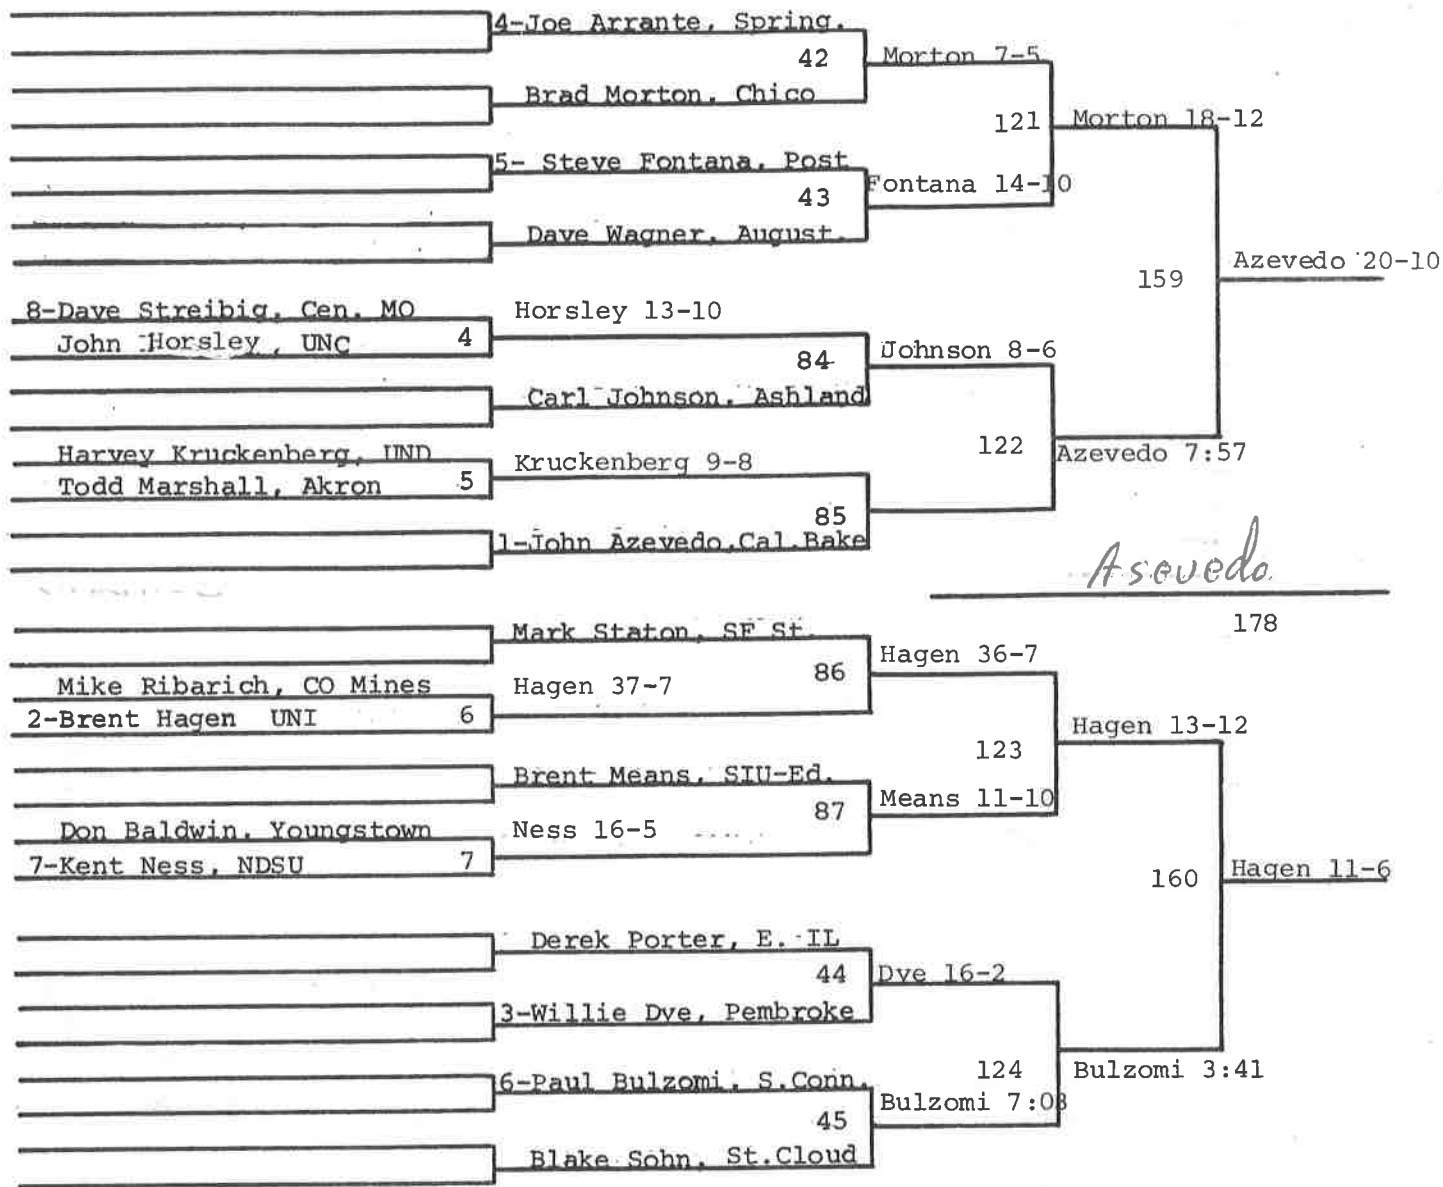 4-Joe Arrante, Spring.
42
Morton 7-5
Brad Morton, Chico
121
Morton 18-12
5- Steve Fontana, Post
43
Fontana 14-10
Dave Wagner, August.
159
Azevedo 20-10
8-Dave Streibig, Cen. MO
John Horsley, UNC
4
Horsley 13-10
84
Johnson 8-6
Carl Johnson, Ashland
122
Azevedo 7:57
Harvey Kruckenberg, UND
Todd Marshall, Akron
5
Kruckenberg 9-8
85
1-John Azevedo,Cal.Bake
Asevedo
178
Mark Staton, SF St.
86
Hagen 36-7
Mike Ribarich, CO Mines
2-Brent Hagen UNI
6
Hagen 37-7
123
Hagen 13-12
Brent Means, SIU-Ed.
87
Means 11-10
Don Baldwin. Youngstown
7-Kent Ness, NDSU
7
Ness 16-5
160
Hagen 11-6
Derek Porter, E. IL
44
Dye 16-2
3-Willie Dye, Pembroke
124
Bulzomi 3:41
6-Paul Bulzomi, S.Conn.
45
Bulzomi 7:08
Blake Sohn, St.Cloud